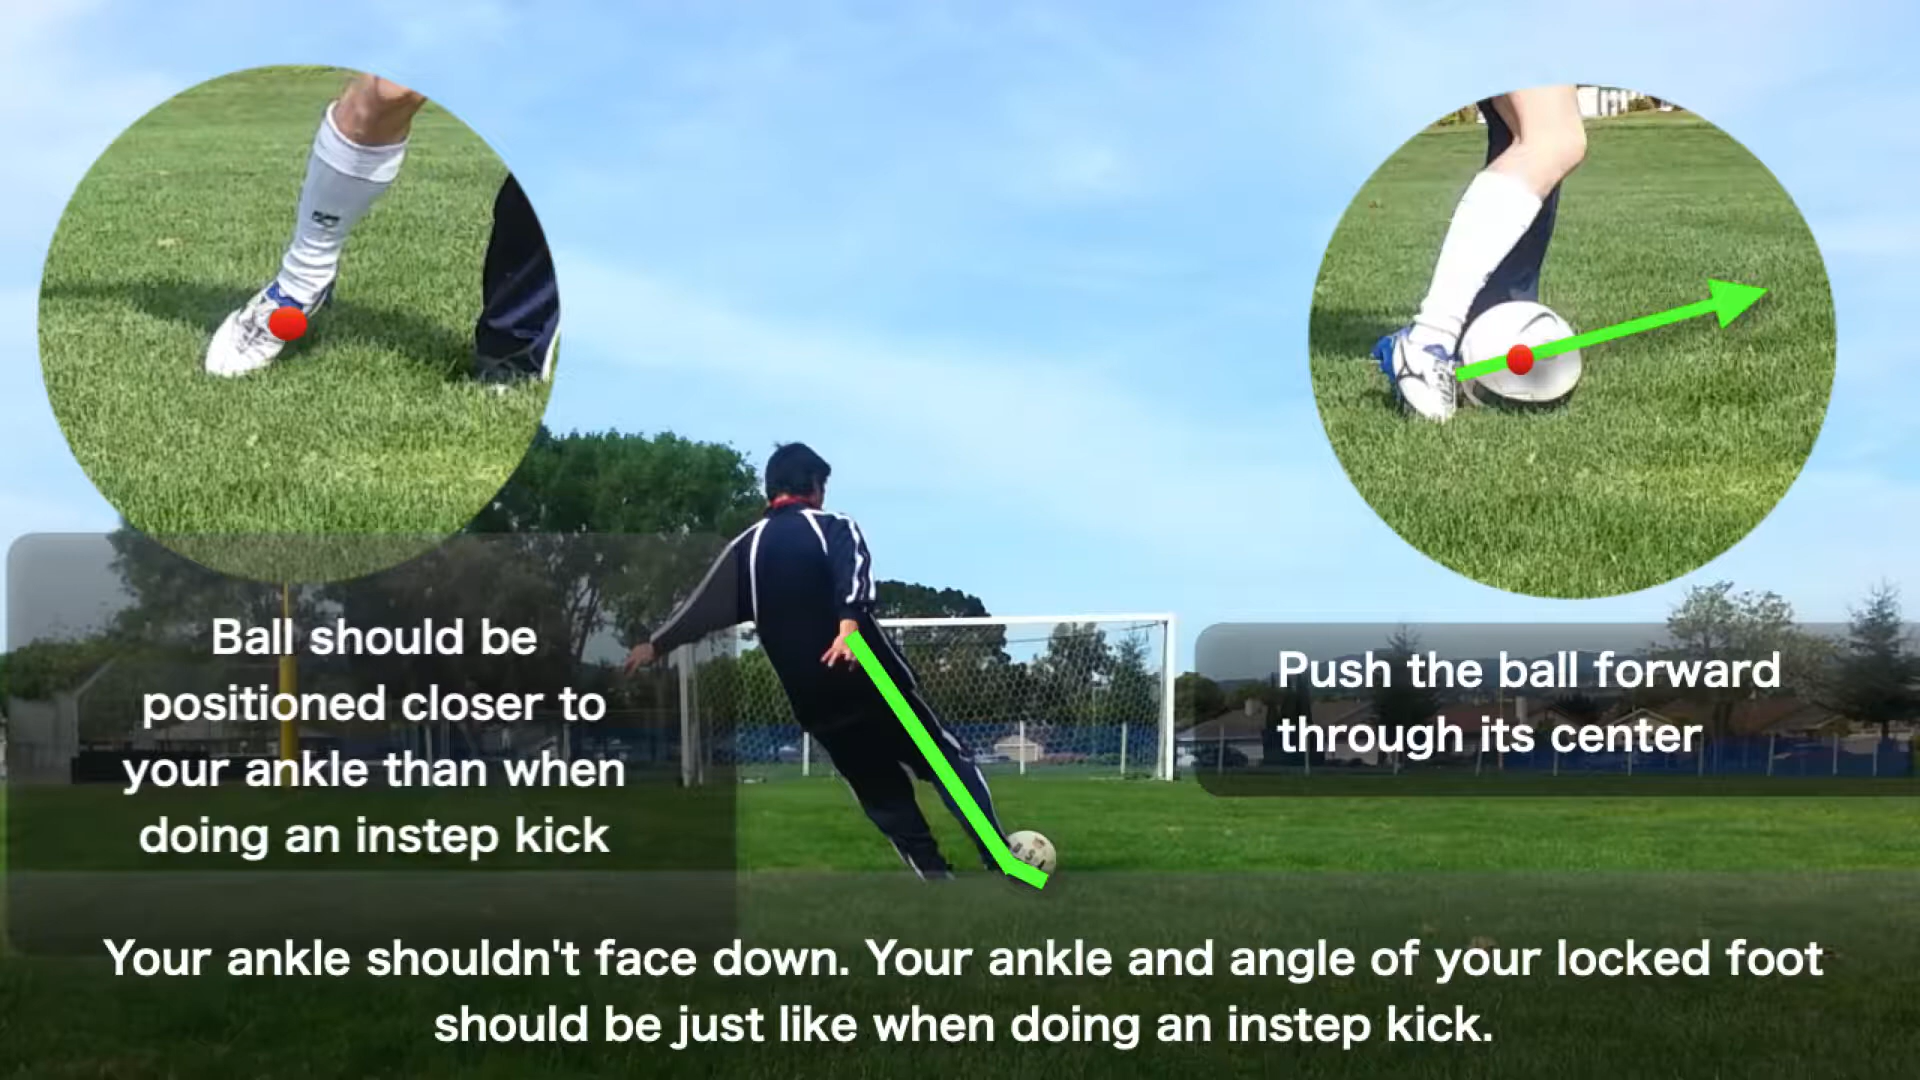 Ball should be
positioned closer to
your ankle than when
doing an instep kick
Push the ball forward
through its center
Your ankle shouldn't face down. Your ankle and angle of your locked foot
should be just like when doing an instep kick.